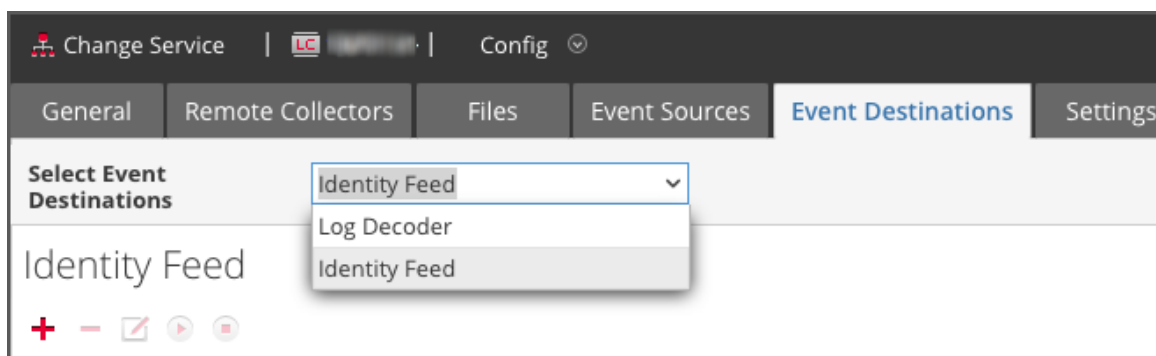 Change Service | LC | Config
General Remote Collectors Files Event Sources Event Destinations Settings
Select Event
Destinations
Identity Feed
Log Decoder
Identity Feed
Identity Feed